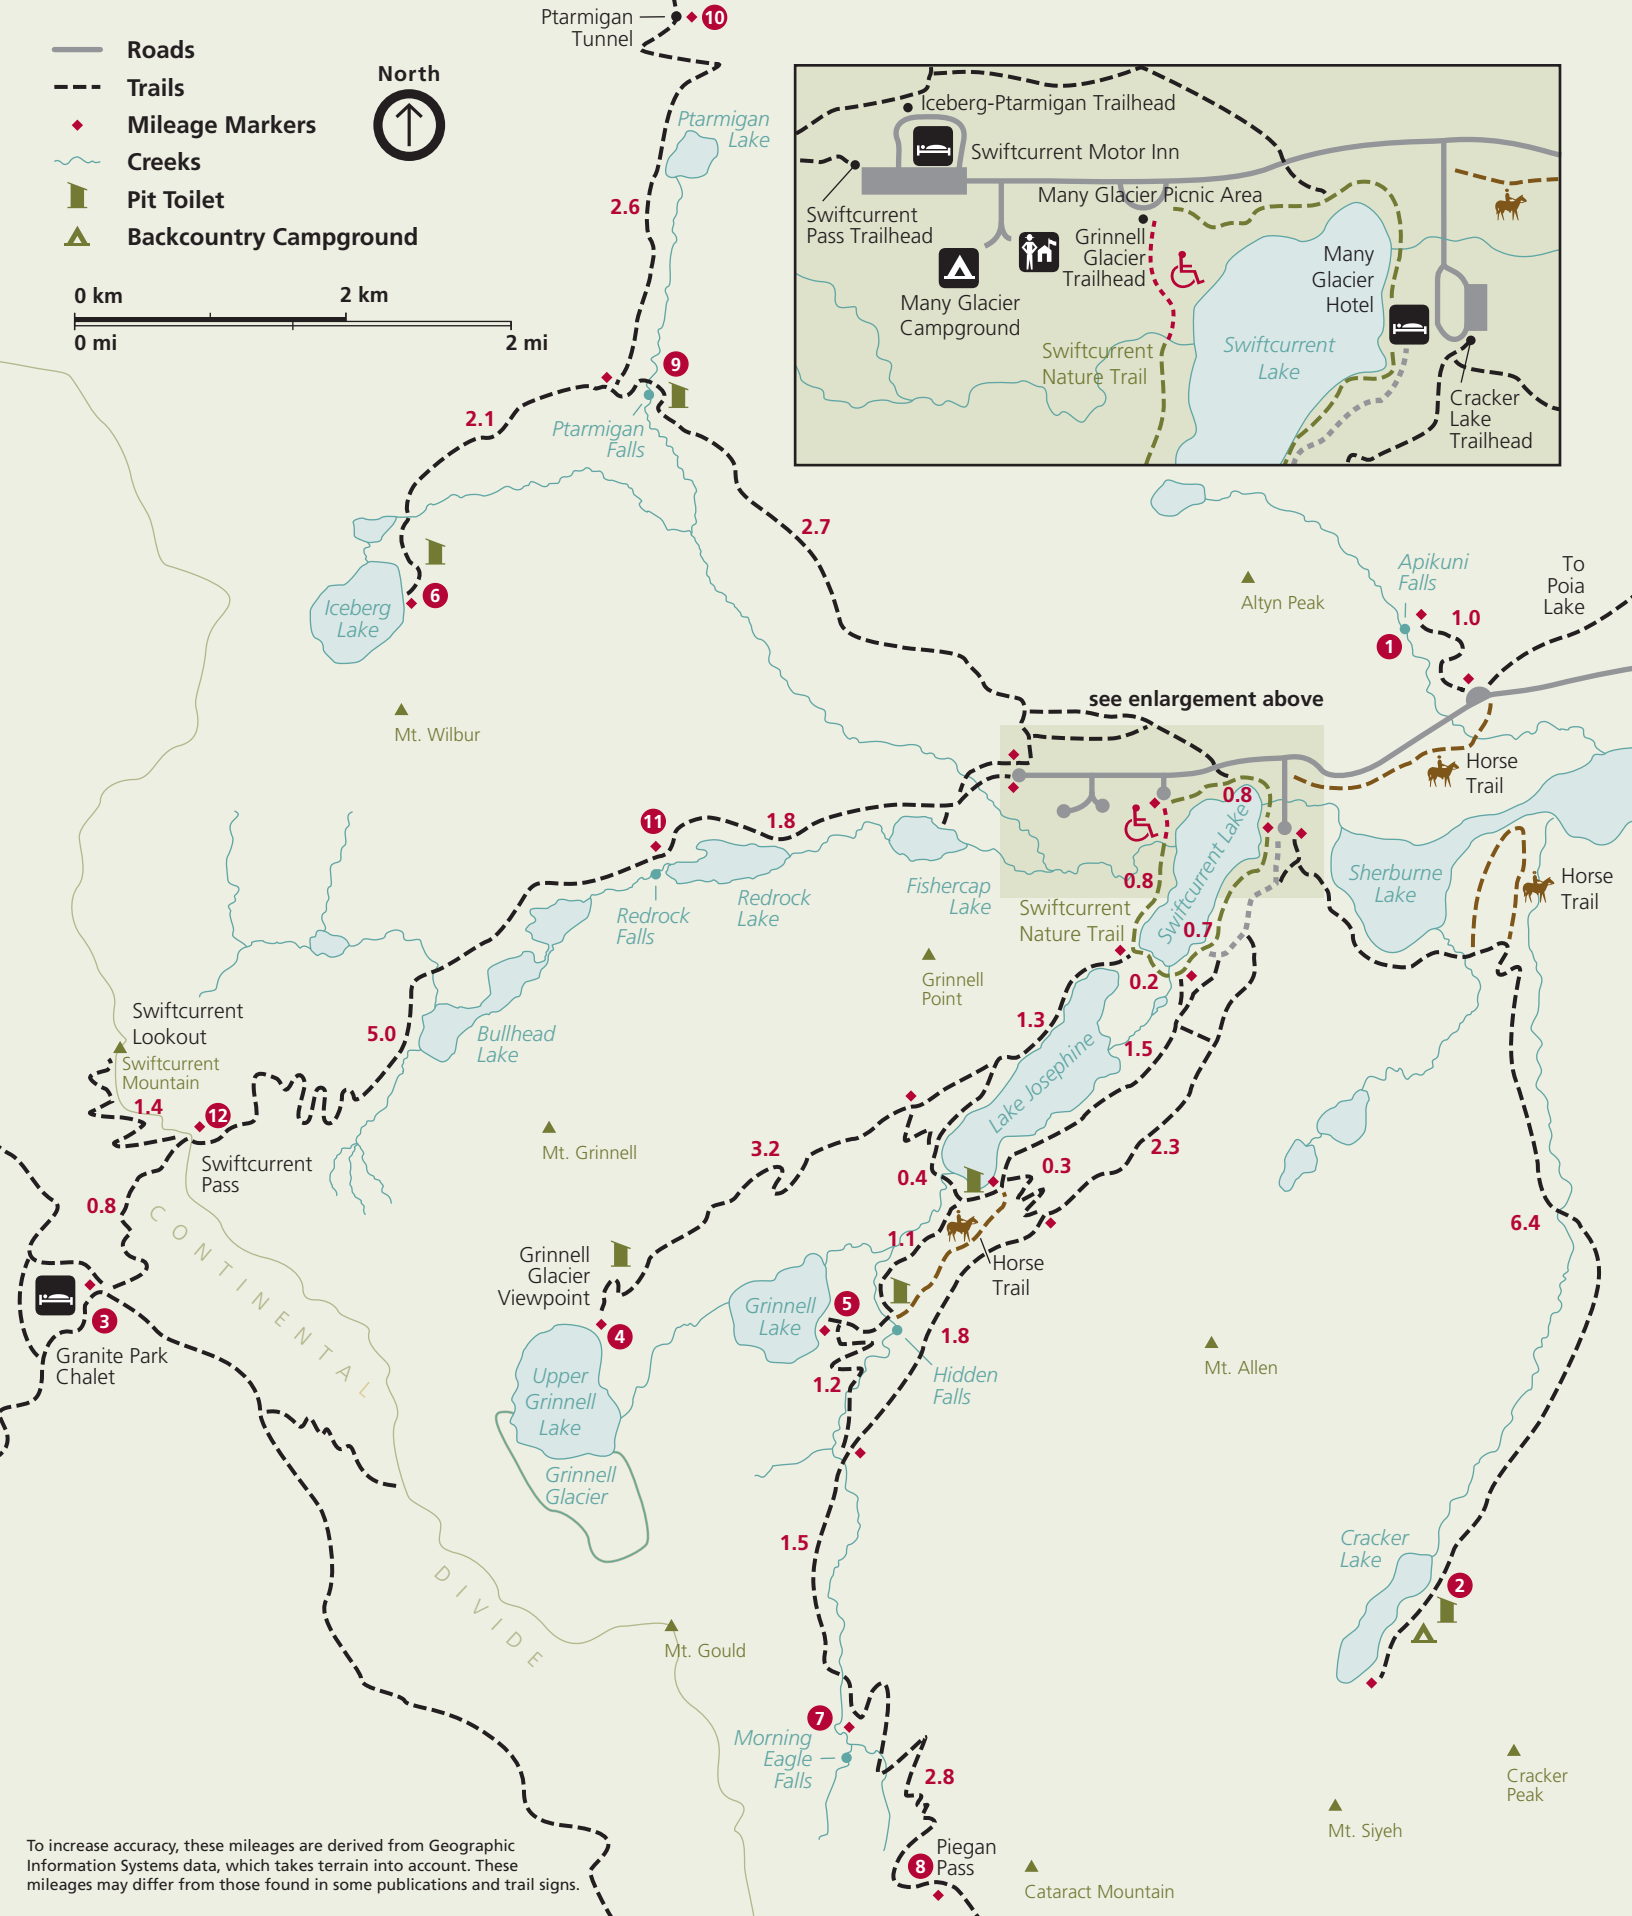 Ptarmigan
Tunnel
10
Roads
Trails
Mileage Markers
Creeks
Pit Toilet
Backcountry Campground
North
0 km
2 km
0 mi
2 mi
Ptarmigan
Lake
2.6
Iceberg-Ptarmigan Trailhead
Swiftcurrent Motor Inn
Many Glacier Picnic Area
Swiftcurrent
Pass Trailhead
Grinnell
Glacier
Trailhead
Many Glacier
Campground
Many
Glacier
Hotel
Swiftcurrent
Nature Trail
Swiftcurrent
Lake
Cracker
Lake
Trailhead
9
2.1
Ptarmigan
Falls
2.7
Iceberg
Lake
6
Mt. Wilbur
Altyn Peak
Apikuni
Falls
1.0
1
To
Poia
Lake
see enlargement above
Horse
Trail
0.8
11
1.8
Redrock
Falls
Redrock
Lake
Fishercap
Lake
0.8
Swiftcurrent
Nature Trail
Swiftcurrent Lake
0.7
Sherburne
Lake
Horse
Trail
Grinnell
Point
0.2
Swiftcurrent
Lookout
Swiftcurrent
Mountain
1.4
12
5.0
Bullhead
Lake
1.3
1.5
Lake Josephine
Swiftcurrent
Pass
Mt. Grinnell
3.2
0.4
0.3
2.3
0.8
6.4
CONTINENTAL
Grinnell
Glacier
Viewpoint
1.1
Horse
Trail
3
Granite Park
Chalet
4
Grinnell
Lake
5
1.8
Hidden
Falls
1.2
Mt. Allen
Upper
Grinnell
Lake
Grinnell
Glacier
1.5
Cracker
Lake
2
DIVIDE
Mt. Gould
7
Morning
Eagle
Falls
2.8
Cracker
Peak
Mt. Siyeh
Piegan
Pass
8
Cataract Mountain
To increase accuracy, these mileages are derived from Geographic
Information Systems data, which takes terrain into account. These
mileages may differ from those found in some publications and trail signs.